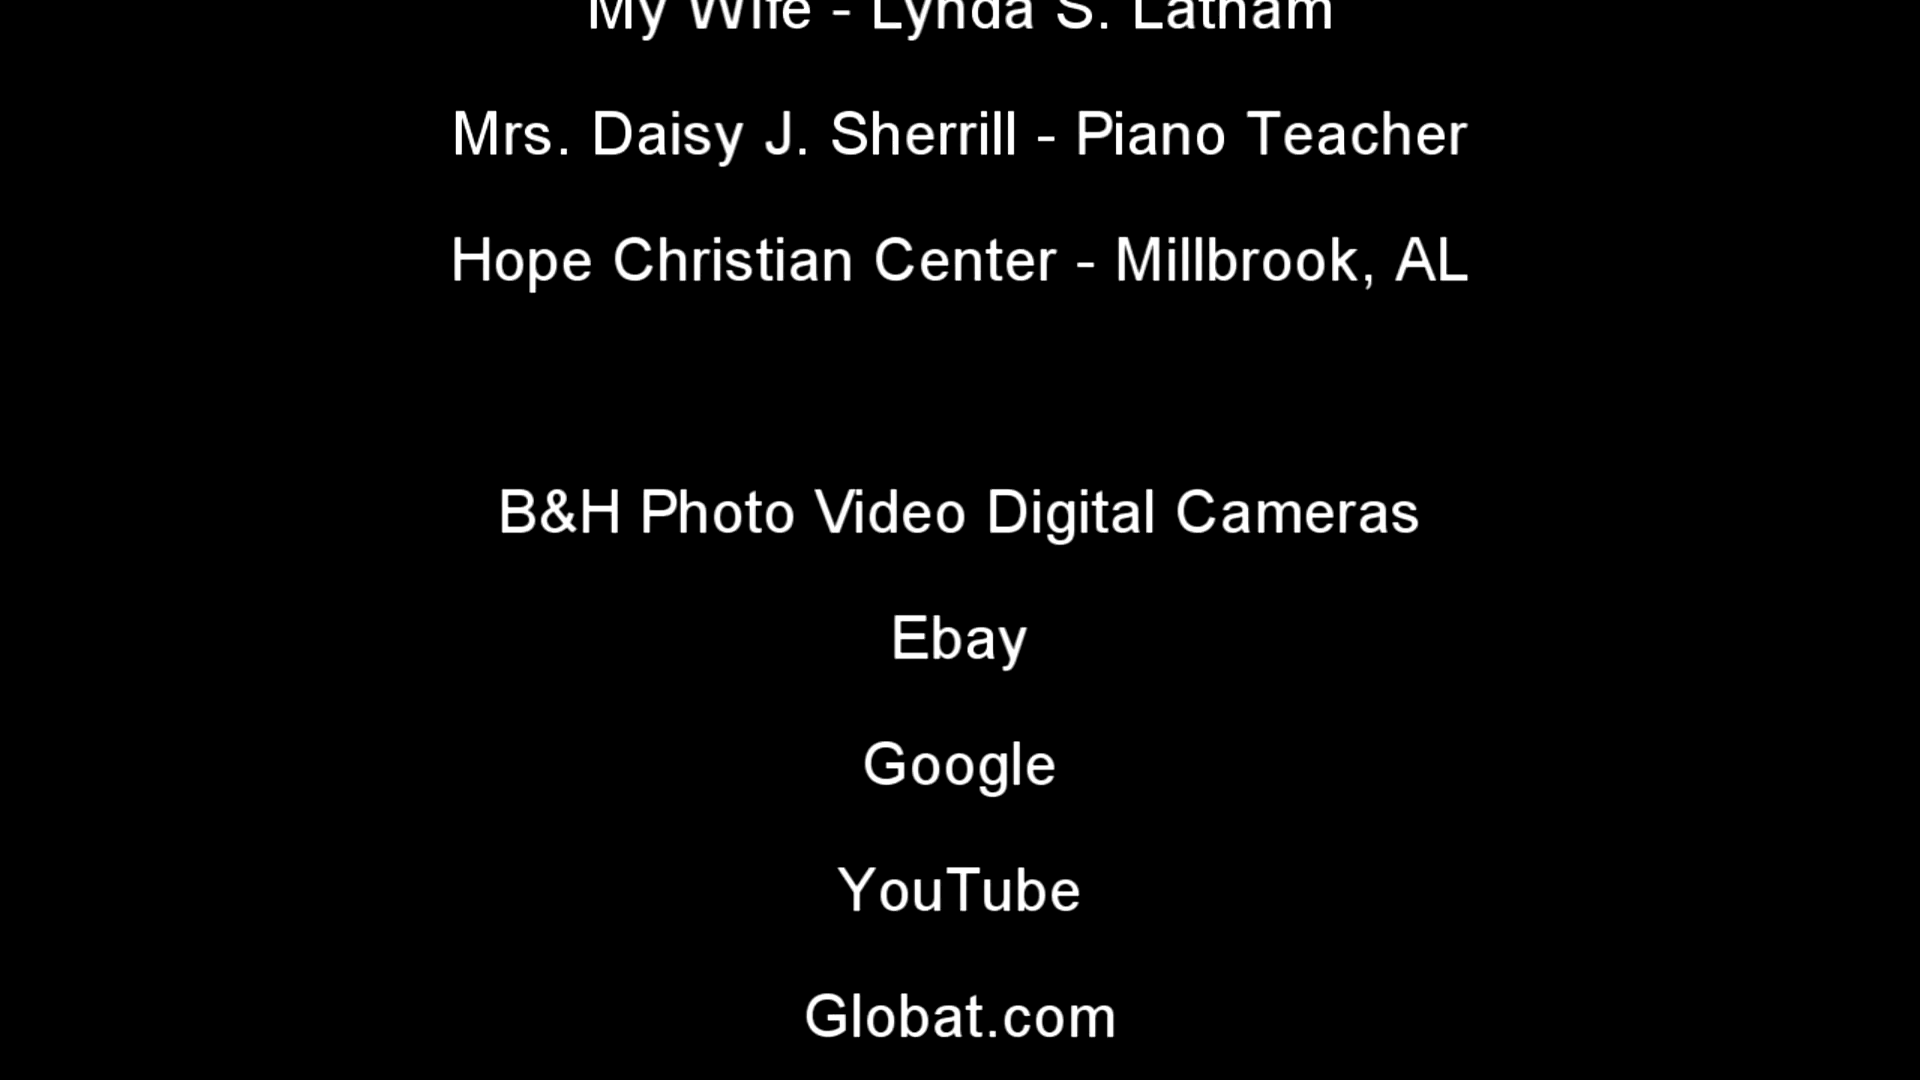 My Wife - Lynda S. Latham
Mrs. Daisy J. Sherrill - Piano Teacher
Hope Christian Center - Millbrook, AL
B&H Photo Video Digital Cameras
Ebay
Google
YouTube
Globat.com